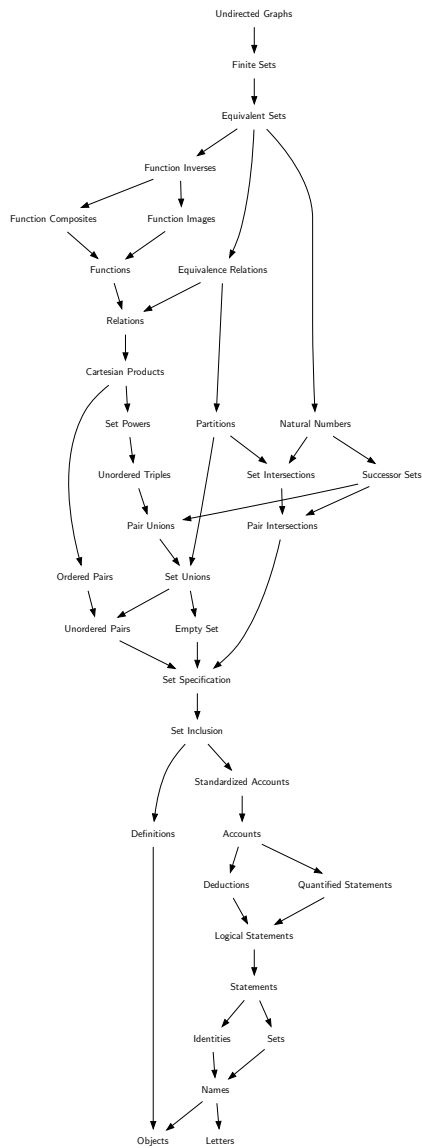 Undirected Graphs
Finite Sets
Equivalent Sets
Function Inverses
Function Composites
Function Images
Functions
Equivalence Relations
Relations
Cartesian Products
Set Powers
Partitions
Natural Numbers
Unordered Triples
Set Intersections
Successor Sets
Pair Unions
Pair Intersections
Ordered Pairs
Set Unions
Unordered Pairs
Empty Set
Set Specification
Set Inclusion
Standardized Accounts
Definitions
Accounts
Deductions
Quantified Statements
Logical Statements
Statements
Identities
Sets
Names
Objects
Letters